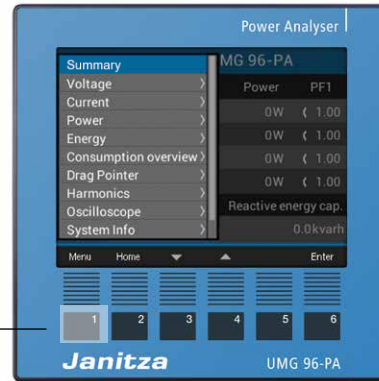 Power Analyser
UMG 96-PA
Summary
Voltage
Power PF1
Current
Power
0W 1.00
Energy
0W 1.00
Consumption overview
0W 1.00
Drag Pointer
0W 1.00
Harmonics
Oscilloscope
Reactive energy cap.
System Info
0.0kvarh
Menu Home Enter
1 2 3 4 5 6
Janitza UMG 96-PA